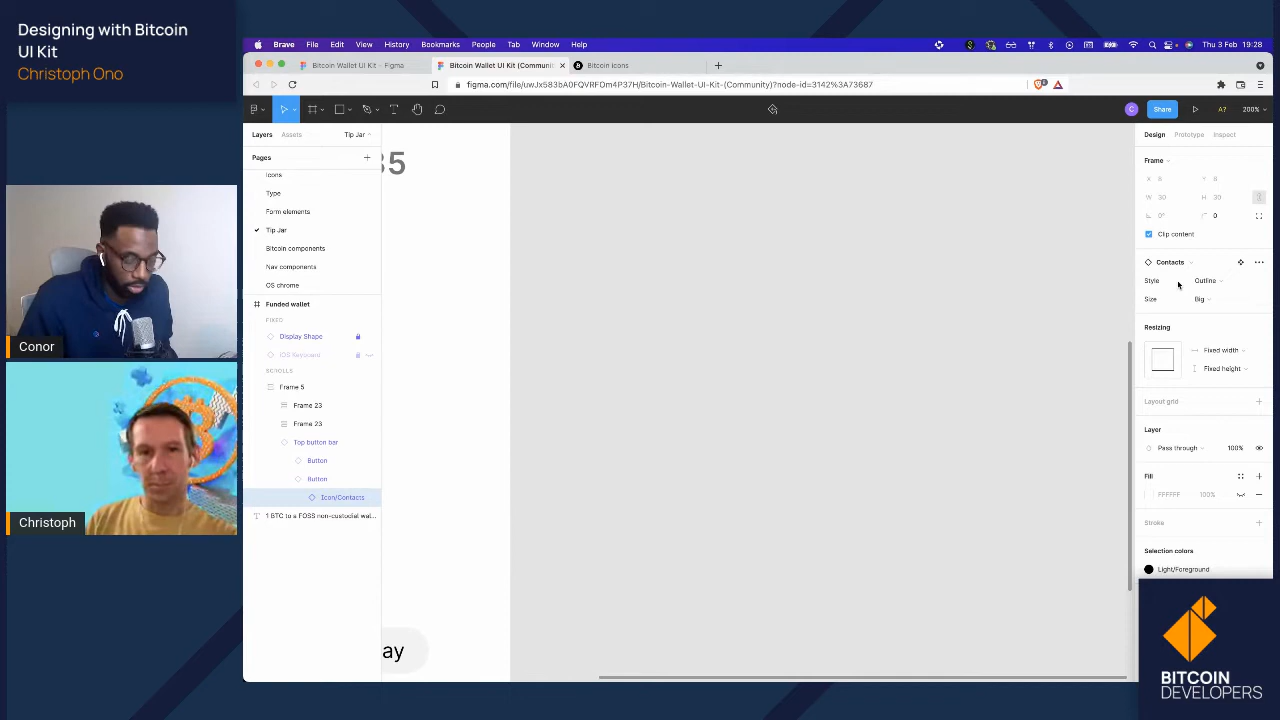 Designing with Bitcoin
UI Kit
Christoph Ono
Brave File Edit View History Bookmarks People Tab Window Help
Thu 3 Feb 19:28
Bitcoin Wallet UI Kit – Figma
Bitcoin Wallet UI Kit (Communi
Bitcoin icons
figma.com/file/uwJx583bA0FQVRFOm4P37H/Bitcoin-Wallet-UI-Kit-(Community)?node-id=3142%3A73687
C
Share
A?
200%
Layers Assets Tip Jar
Design Prototype Inspect
Pages
Icons
Type
Form elements
Tip Jar
Bitcoin components
Nav components
OS chrome
Funded wallet
FIXED
Display Shape
iOS Keyboard
SCROLLS
Frame 5
Frame 23
Frame 23
Top button bar
Button
Button
Icon/Contacts
1 BTC to a FOSS non-custodial wal...
35
ay
Frame
X 6 Y 6
W 30 H 30
0° 0
Clip content
Contacts
Style Outline
Size Big
Resizing
Fixed width
Fixed height
Layout grid
Layer
Pass through 100%
Fill
FFFFFF 100%
Stroke
Selection colors
Light/Foreground
Conor
Christoph
BITCOIN
DEVELOPERS